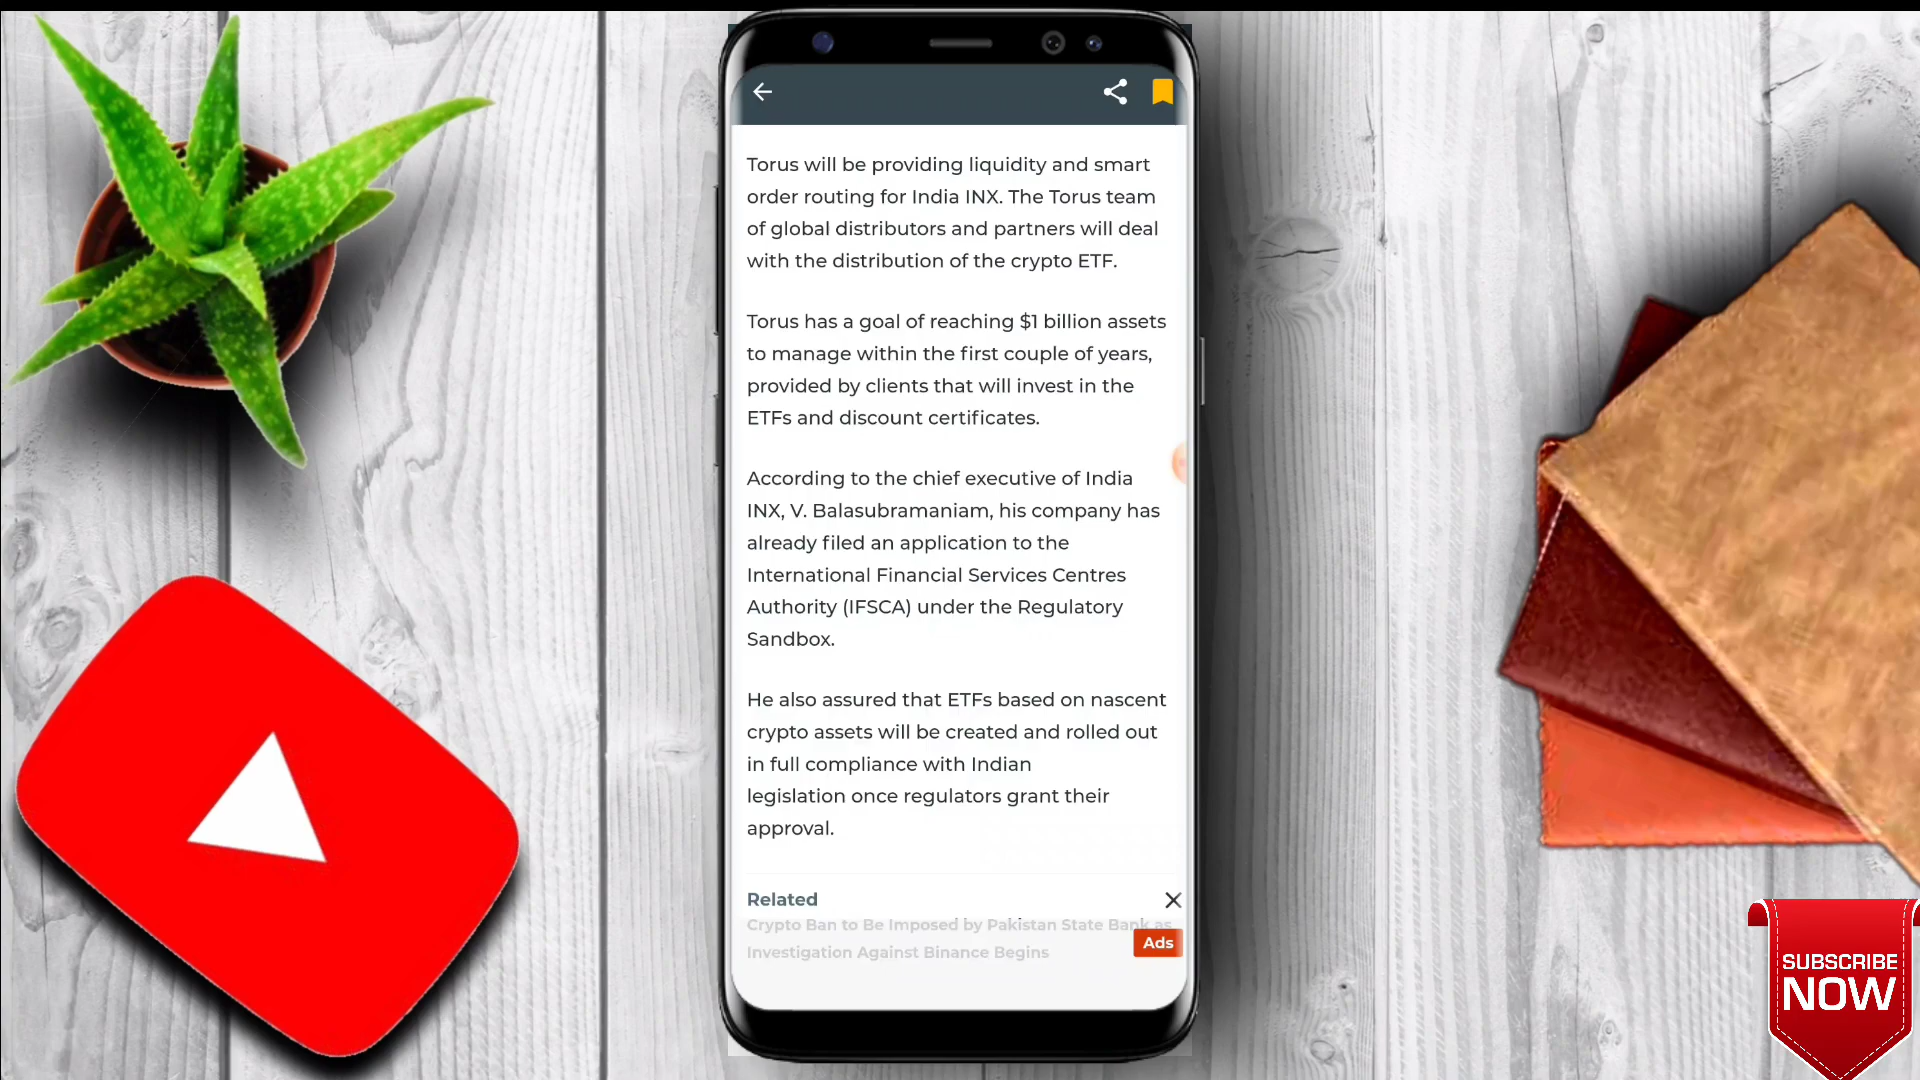 Torus will be providing liquidity and smart
order routing for India INX. The Torus team
of global distributors and partners will deal
with the distribution of the crypto ETF.
Torus has a goal of reaching $1 billion assets
to manage within the first couple of years,
provided by clients that will invest in the
ETFs and discount certificates.
According to the chief executive of India
INX, V. Balasubramaniam, his company has
already filed an application to the
International Financial Services Centres
Authority (IFSCA) under the Regulatory
Sandbox.
He also assured that ETFs based on nascent
crypto assets will be created and rolled out
in full compliance with Indian
legislation once regulators grant their
approval.
Related
Crypto Ban to Be Imposed by Pakistan State Bank as
Investigation Against Binance Begins
Ads
SUBSCRIBE
NOW